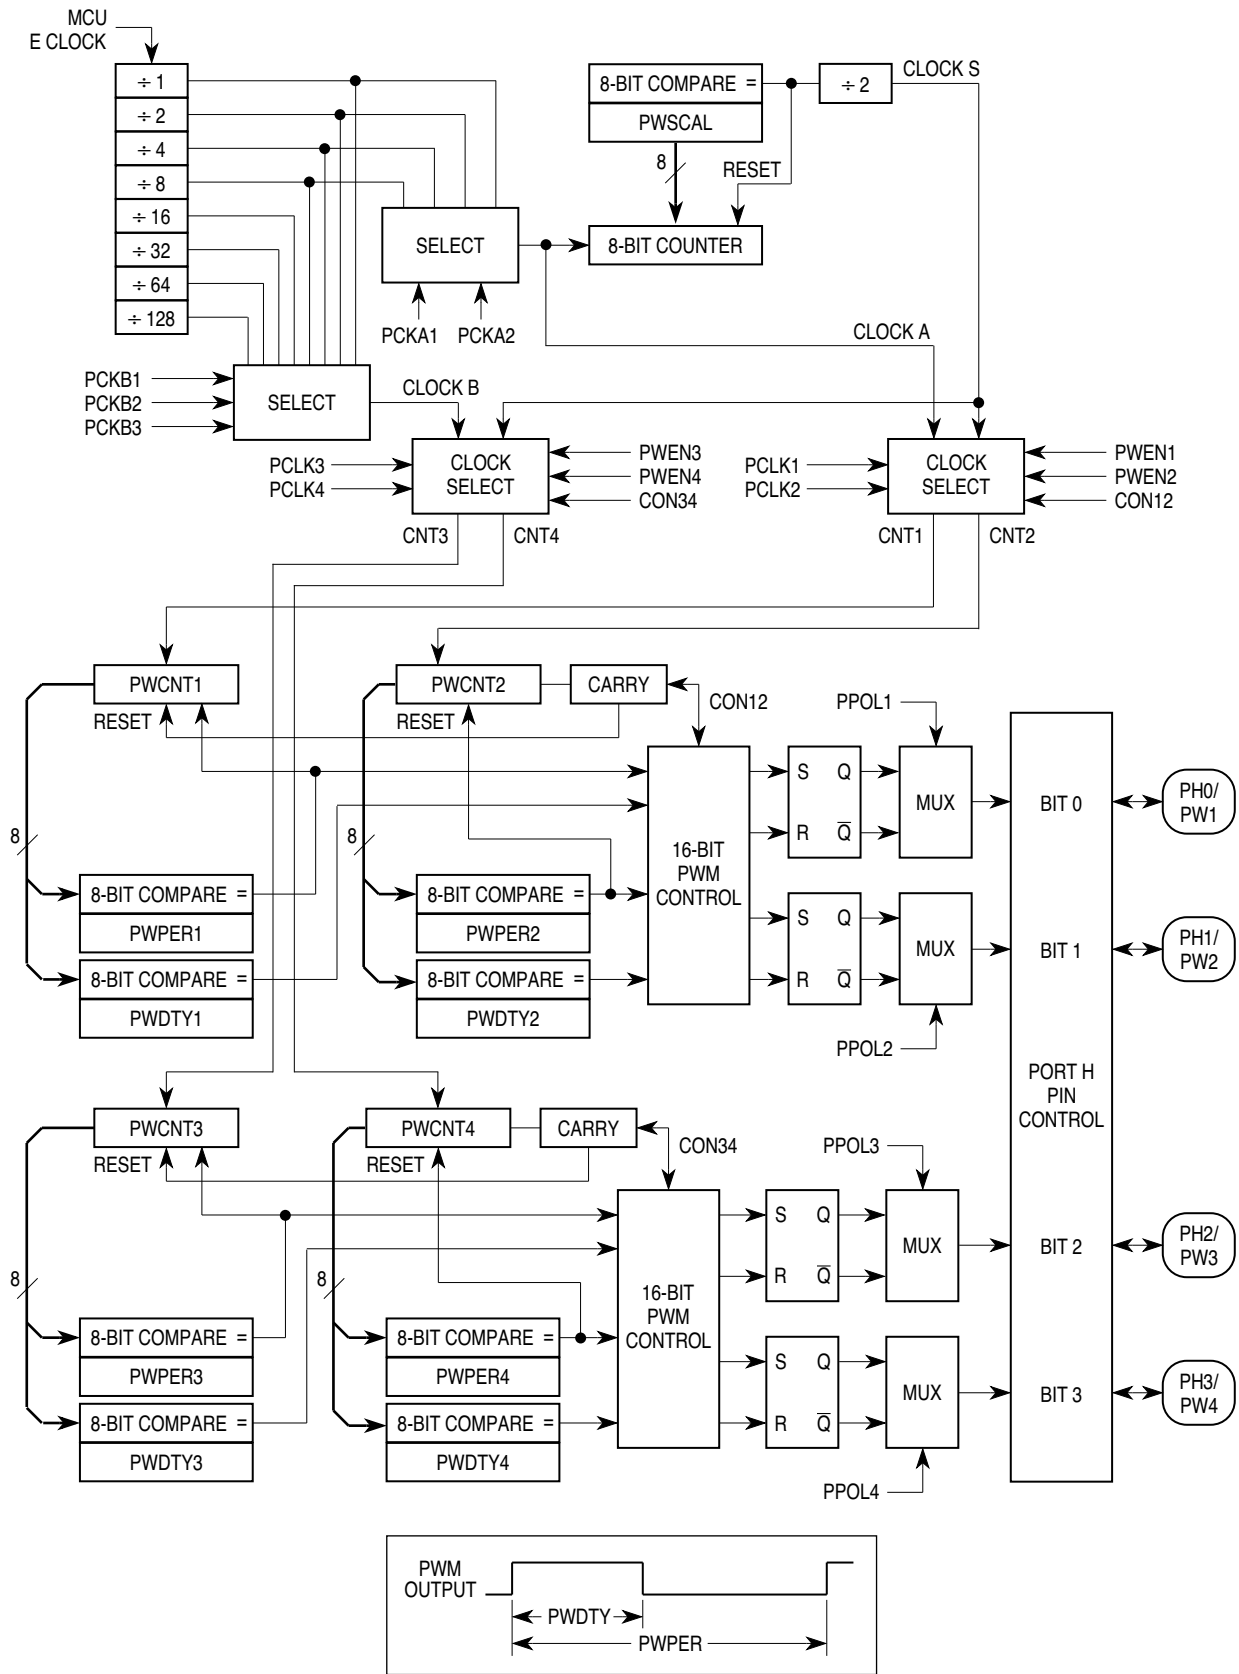 MCU
E CLOCK
÷ 1
÷ 2
÷ 4
÷ 8
÷ 16
÷ 32
÷ 64
÷ 128
SELECT
PCKA1
PCKA2
8-BIT COMPARE =
PWSCAL
8
RESET
8-BIT COUNTER
÷ 2
CLOCK S
CLOCK A
PCKB1
PCKB2
PCKB3
SELECT
CLOCK B
PCLK3
PCLK4
CLOCK
SELECT
PWEN3
PWEN4
CON34
CNT3
CNT4
PCLK1
PCLK2
CLOCK
SELECT
PWEN1
PWEN2
CON12
CNT1
CNT2
PWCNT1
RESET
8
8-BIT COMPARE =
PWPER1
8-BIT COMPARE =
PWDTY1
PWCNT2
CARRY
RESET
8
8-BIT COMPARE =
PWPER2
8-BIT COMPARE =
PWDTY2
CON12
16-BIT
PWM
CONTROL
S Q
R Q
S Q
R Q
PPOL1
MUX
MUX
PPOL2
BIT 0
BIT 1
PORT H
PIN
CONTROL
BIT 2
BIT 3
PH0/
PW1
PH1/
PW2
PH2/
PW3
PH3/
PW4
PWCNT3
RESET
8
8-BIT COMPARE =
PWPER3
8-BIT COMPARE =
PWDTY3
PWCNT4
CARRY
RESET
8
8-BIT COMPARE =
PWPER4
8-BIT COMPARE =
PWDTY4
CON34
16-BIT
PWM
CONTROL
S Q
R Q
S Q
R Q
PPOL3
MUX
MUX
PPOL4
PWM
OUTPUT
PWDTY
PWPER